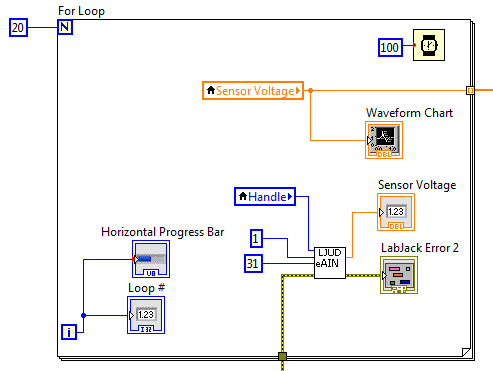 For Loop
20
N
100
Sensor Voltage
Waveform Chart
DBL
Handle
Sensor Voltage
1.23
DBL
1
31
LJUD
eAIN
LabJack Error 2
Horizontal Progress Bar
U8
Loop #
1.23
I32
i